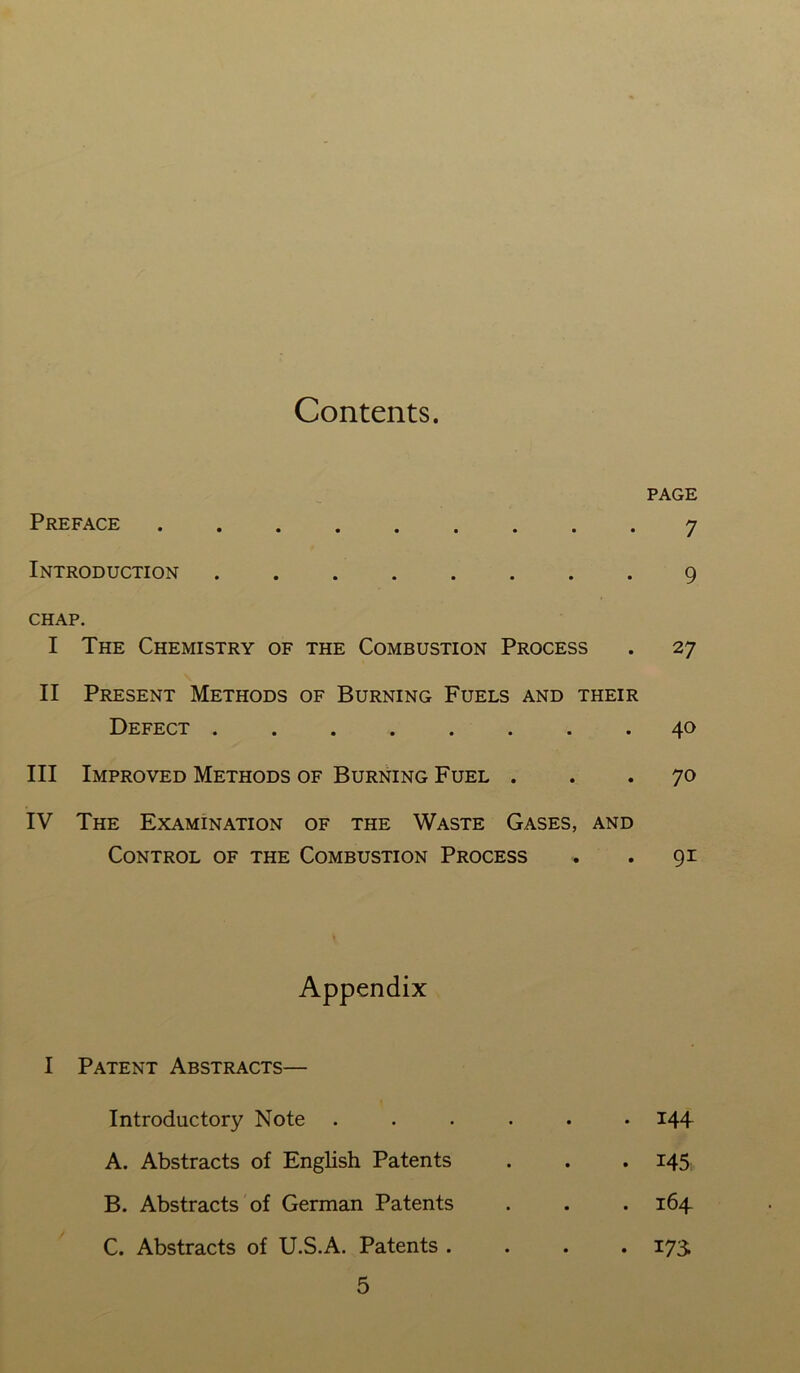 Contents.
PAGE
PREFACE . . . . . . . . . 7
INTRODUCTION . . . . . . . . 9
CHAP.
I THE CHEMISTRY OF THE COMBUSTION PROCESS . 27
II PRESENT METHODS OF BURNING FUELS AND THEIR
DEFECT . . . . . . . . 40
III IMPROVED METHODS OF BURNING FUEL . . . 70
IV THE EXAMINATION OF THE WASTE GASES, AND
CONTROL OF THE COMBUSTION PROCESS . . 91
Appendix
I PATENT ABSTRACTS—
Introductory Note . . . . . . 144
A. Abstracts of English Patents . . . 145
B. Abstracts of German Patents . . . 164
C. Abstracts of U.S.A. Patents . . . . 173
5